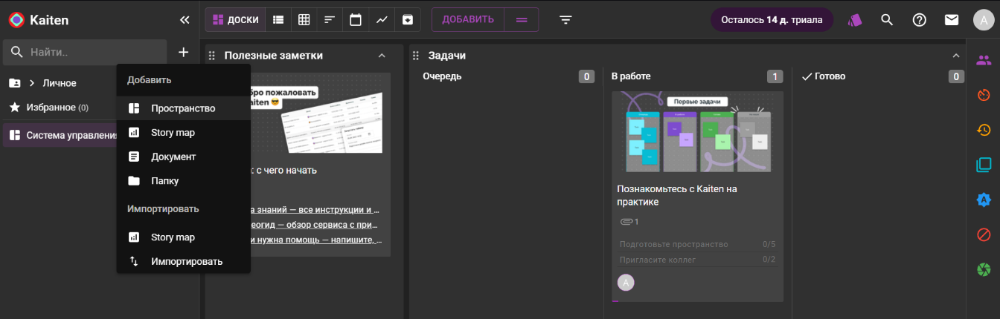 Kaiten
ДОСКИ
ДОБАВИТЬ
Осталось 14 д. триала
A
Найти..
Личное
Избранное (0)
Система управления
Добавить
Пространство
Story map
Документ
Папку
Импортировать
Story map
Импортировать
Полезные заметки
бро пожаловать
aiten 😎
: с чего начать
а знаний — все инструкции и ...
еогид — обзор сервиса с при...
и нужна помощь — напишите, ...
Задачи
Очередь
0
В работе
1
Первые задачи
Познакомьтесь с Kaiten на
практике
1
Подготовьте пространство 0/5
Пригласите коллег 0/2
A
Готово
0
A